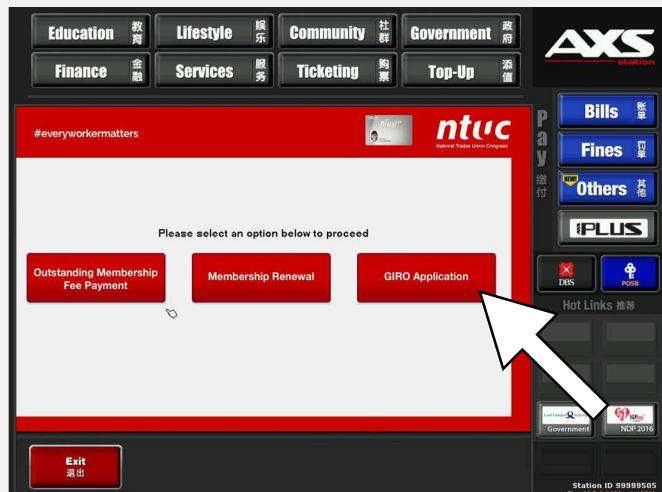 Education 教育
Lifestyle 娱乐
Community 社群
Government 政府
Finance 金融
Services 服务
Ticketing 购票
Top-Up 添值
AXS
station
Pay 缴付
Bills 账单
Fines 罚单
NEW!
Others 其他
iPLUS
DBS
POSB
Hot Links 推荐
#everyworkermatters
Plus!
ntuc
National Trades Union Congress
Please select an option below to proceed
Outstanding Membership
Fee Payment
Membership Renewal
GIRO Application
Government
NDP 2016
Exit
退出
Station ID 99999505